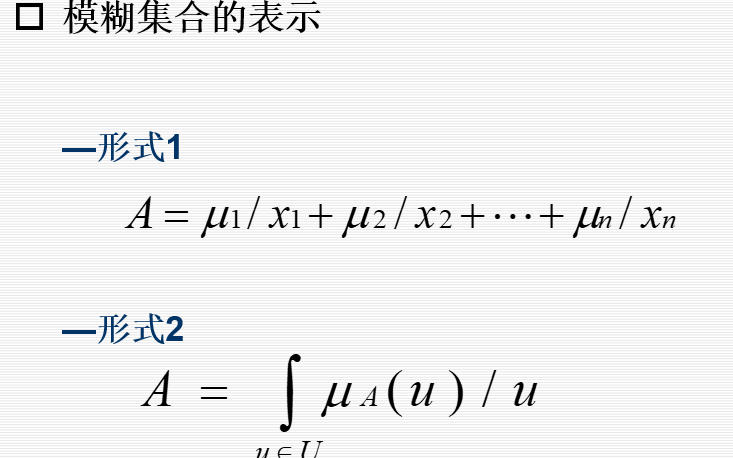 模糊集合的表示
—形式1
A = μ1/x1+μ2/x2+⋯+μn/xn
—形式2
A = ∫ μA(u)/u
u∈U